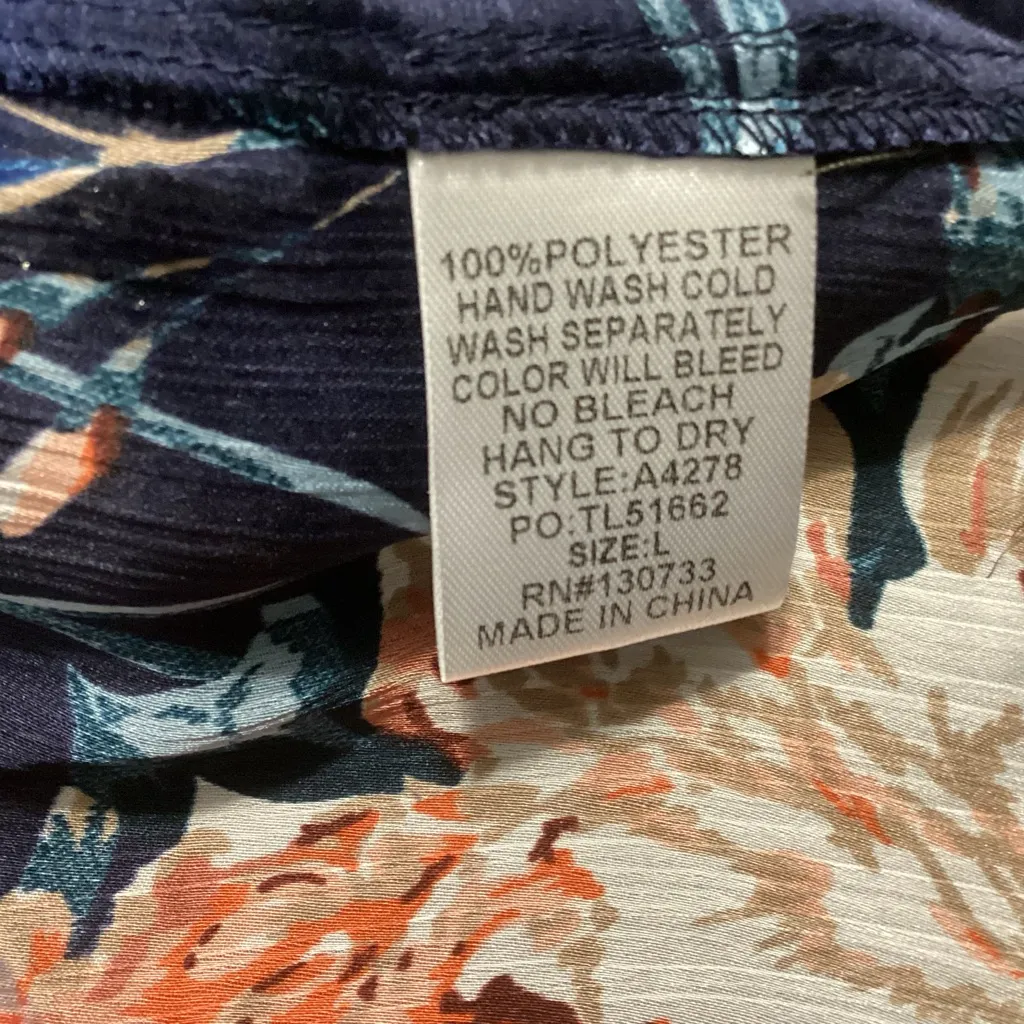 100%POLYESTER
HAND WASH COLD
WASH SEPARATELY
COLOR WILL BLEED
NO BLEACH
HANG TO DRY
STYLE:A4278
PO:TL51662
SIZE:L
RN#130733
MADE IN CHINA